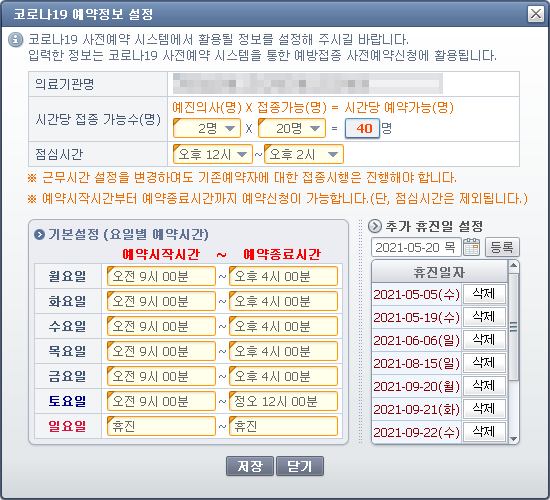 코로나19 예약정보 설정
코로나19 사전예약 시스템에서 활용될 정보를 설정해 주시길 바랍니다.
입력한 정보는 코로나19 사전예약 시스템을 통한 예방접종 사전예약신청에 활용됩니다.
의료기관명
시간당 접종 가능수(명)
예진의사(명) X 접종가능(명) = 시간당 예약가능(명)
2명 X 20명 = 40 명
점심시간 오후 12시 ~ 오후 2시
※ 근무시간 설정을 변경하여도 기존예약자에 대한 접종시행은 진행해야 합니다.
※ 예약시작시간부터 예약종료시간까지 예약신청이 가능합니다.(단, 점심시간은 제외됩니다.)
기본설정 (요일별 예약시간)
예약시작시간 ~ 예약종료시간
월요일 오전 9시 00분 ~ 오후 4시 00분
화요일 오전 9시 00분 ~ 오후 4시 00분
수요일 오전 9시 00분 ~ 오후 4시 00분
목요일 오전 9시 00분 ~ 오후 4시 00분
금요일 오전 9시 00분 ~ 오후 4시 00분
토요일 오전 9시 00분 ~ 정오 12시 00분
일요일 휴진 ~ 휴진
추가 휴진일 설정
2021-05-20 목 등록
휴진일자
2021-05-05(수) 삭제
2021-05-19(수) 삭제
2021-06-06(일) 삭제
2021-08-15(일) 삭제
2021-09-20(월) 삭제
2021-09-21(화) 삭제
2021-09-22(수) 삭제
저장 닫기